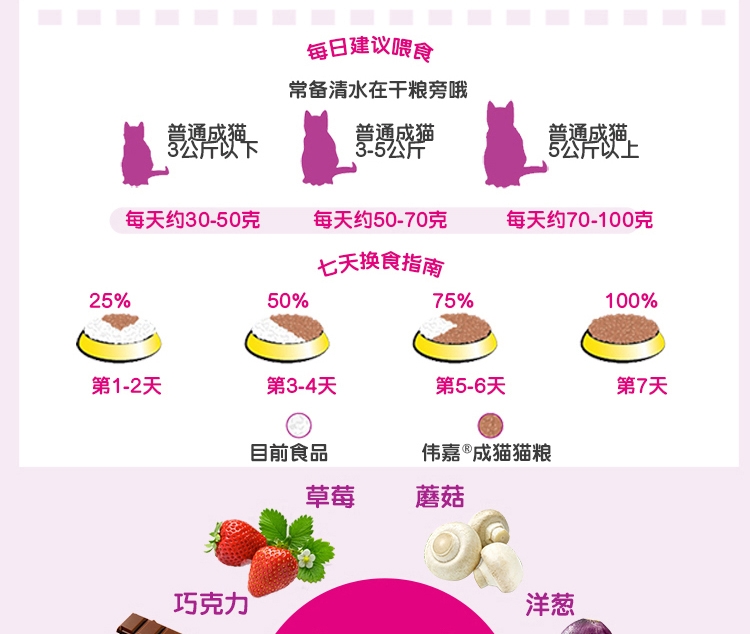 每日建议喂食
常备清水在干粮旁哦
普通成猫
3公斤以下
普通成猫
3-5公斤
普通成猫
5公斤以上
每天约30-50克
每天约50-70克
每天约70-100克
七天换食指南
25%
50%
75%
100%
第1-2天
第3-4天
第5-6天
第7天
目前食品
伟嘉®成猫猫粮
草莓
蘑菇
巧克力
洋葱